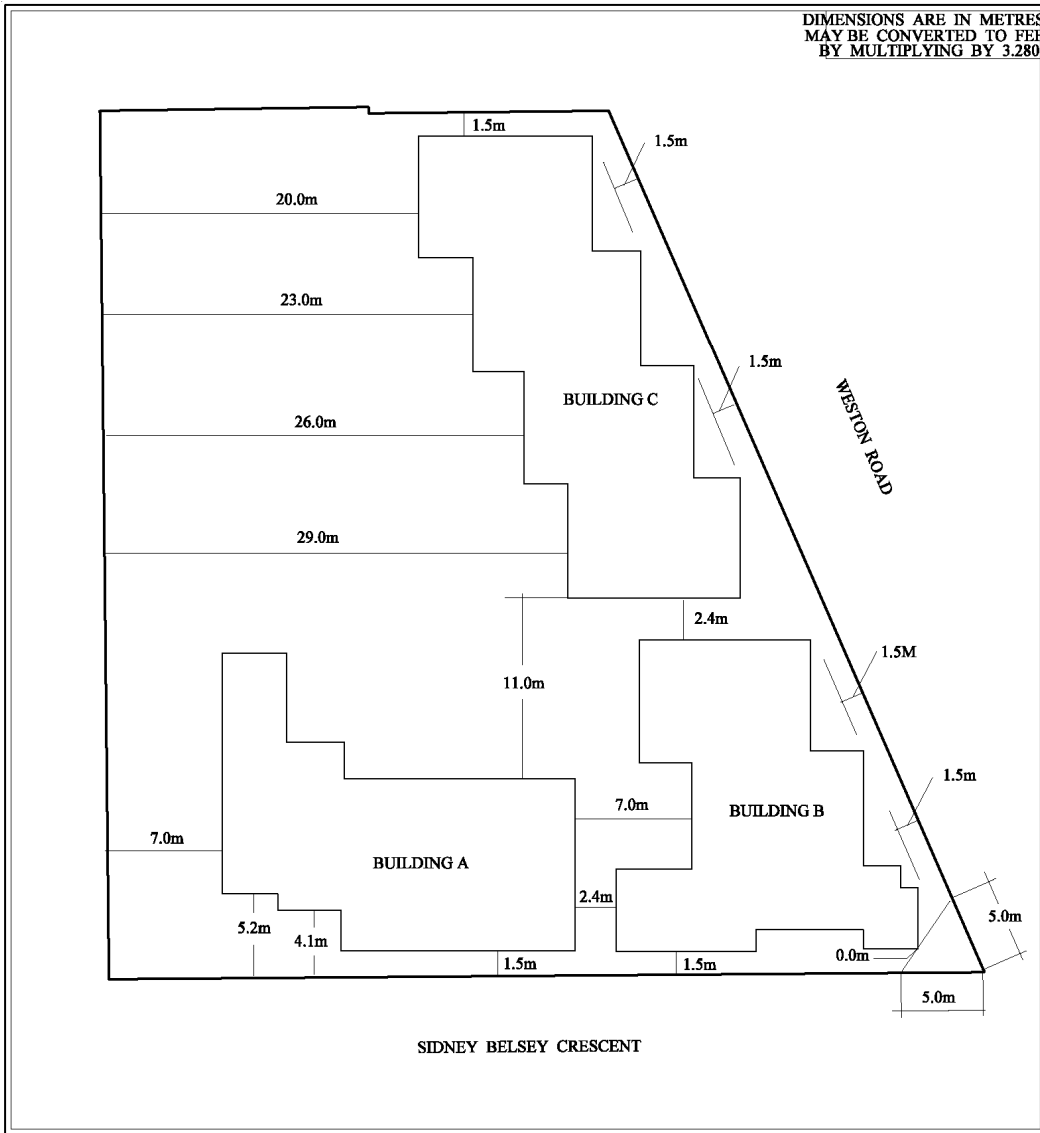 DIMENSIONS ARE IN METRES
MAY BE CONVERTED TO
BY MULTIPLYING BY 3.280
1.5m
1.5m
20.0m
23.0m
1.5m
BUILDING C
WESTON ROAD
26.0m
29.0m
2.4m
1.5M
11.0m
1.5m
7.0m
BUILDING B
7.0m
BUILDING A
2.4m
5.0m
5.2m
4.1m
0.0m
1.5m
1.5m
5.0m
SIDNEY BELSEY CRESCENT